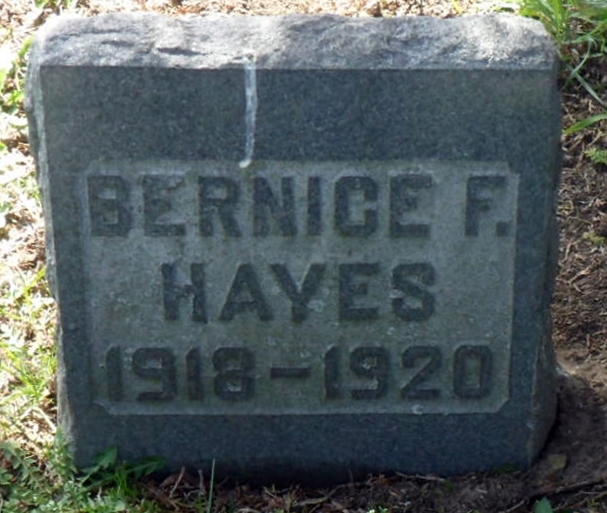 BERNICE F.
HAYES
1918-1920